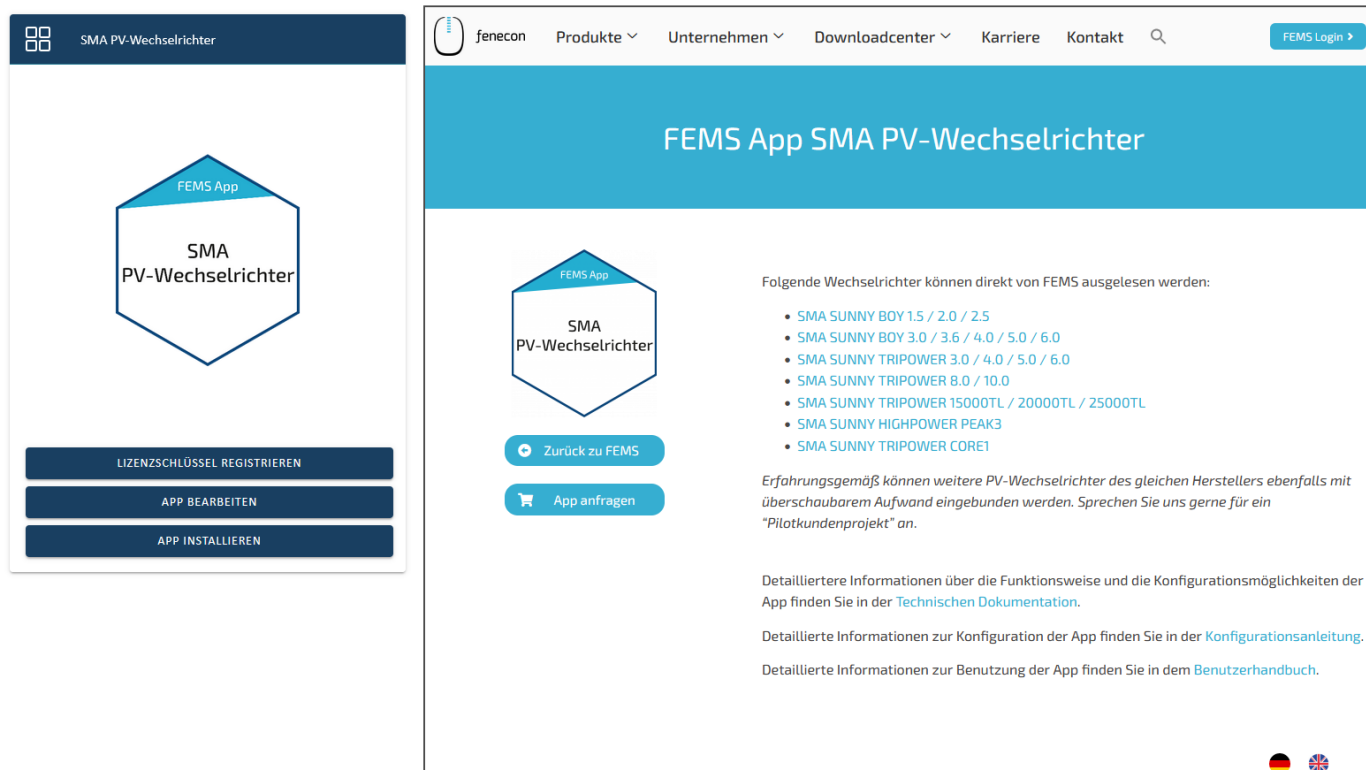 SMA PV-Wechselrichter
FEMS App
SMA
PV-Wechselrichter
LIZENZSCHLÜSSEL REGISTRIEREN
APP BEARBEITEN
APP INSTALLIEREN
fenecon Produkte Unternehmen Downloadcenter Karriere Kontakt FEMS Login
FEMS App SMA PV-Wechselrichter
FEMS App
SMA
PV-Wechselrichter
Zurück zu FEMS
App anfragen
Folgende Wechselrichter können direkt von FEMS ausgelesen werden:
• SMA SUNNY BOY 1.5 / 2.0 / 2.5
• SMA SUNNY BOY 3.0 / 3.6 / 4.0 / 5.0 / 6.0
• SMA SUNNY TRIPOWER 3.0 / 4.0 / 5.0 / 6.0
• SMA SUNNY TRIPOWER 8.0 / 10.0
• SMA SUNNY TRIPOWER 15000TL / 20000TL / 25000TL
• SMA SUNNY HIGHPOWER PEAK3
• SMA SUNNY TRIPOWER CORE1
Erfahrungsgemäß können weitere PV-Wechselrichter des gleichen Herstellers ebenfalls mit
überschaubarem Aufwand eingebunden werden. Sprechen Sie uns gerne für ein
“Pilotkundenprojekt” an.
Detailliertere Informationen über die Funktionsweise und die Konfigurationsmöglichkeiten der
App finden Sie in der Technischen Dokumentation.
Detaillierte Informationen zur Konfiguration der App finden Sie in der Konfigurationsanleitung.
Detaillierte Informationen zur Benutzung der App finden Sie in dem Benutzerhandbuch.